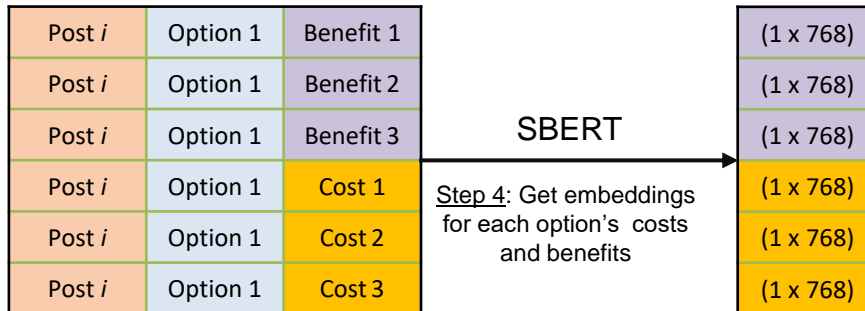 Post i Option 1 Benefit 1 (1 x 768)
Post i Option 1 Benefit 2 (1 x 768)
Post i Option 1 Benefit 3 (1 x 768)
Post i Option 1 Cost 1 (1 x 768)
Post i Option 1 Cost 2 (1 x 768)
Post i Option 1 Cost 3 (1 x 768)
SBERT
Step 4: Get embeddings
for each option’s costs
and benefits